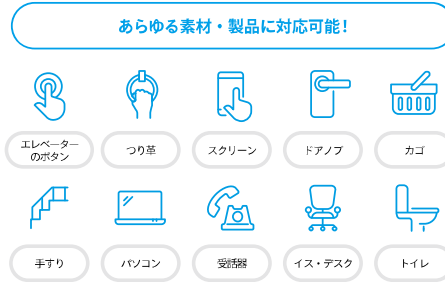 あらゆる素材・製品に対応可能！
エレベーター
のボタン
つり革
スクリーン
ドアノブ
カゴ
手すり
パソコン
受話器
イス・デスク
トイレ